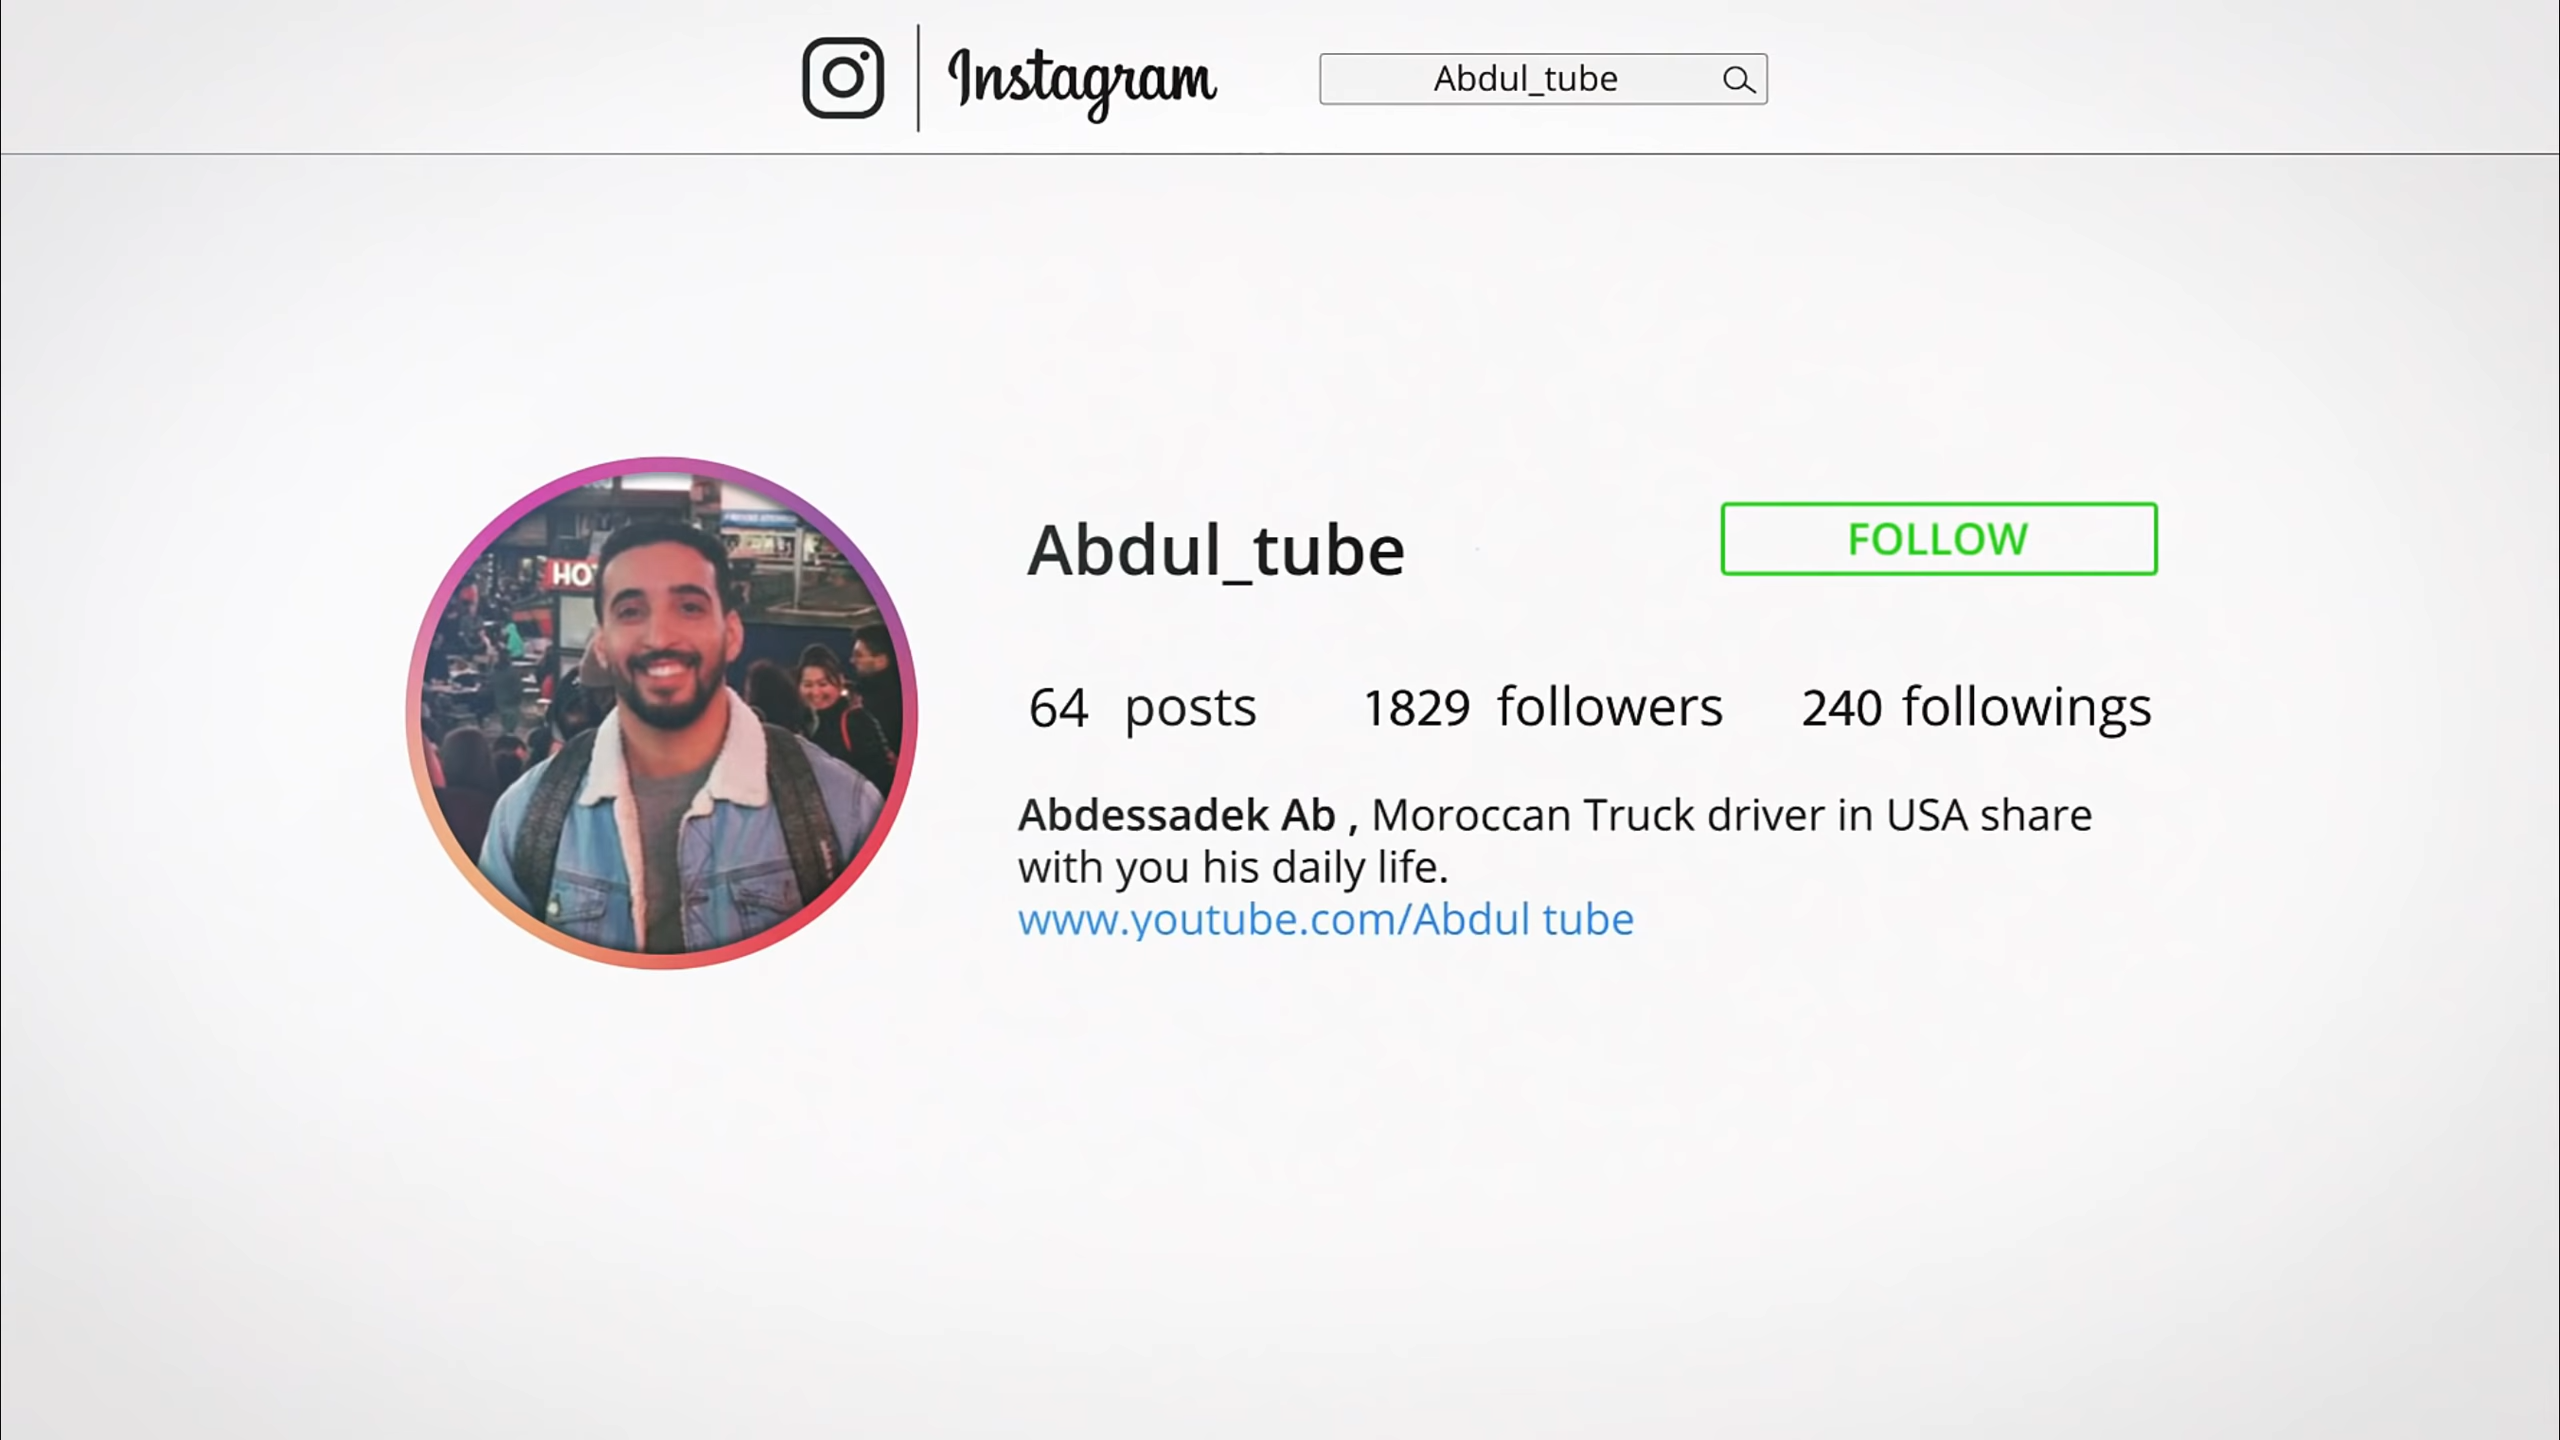 Instagram
Abdul_tube
HO
Abdul_tube
FOLLOW
64 posts
1829 followers
240 followings
Abdessadek Ab , Moroccan Truck driver in USA share
with you his daily life.
www.youtube.com/Abdul tube